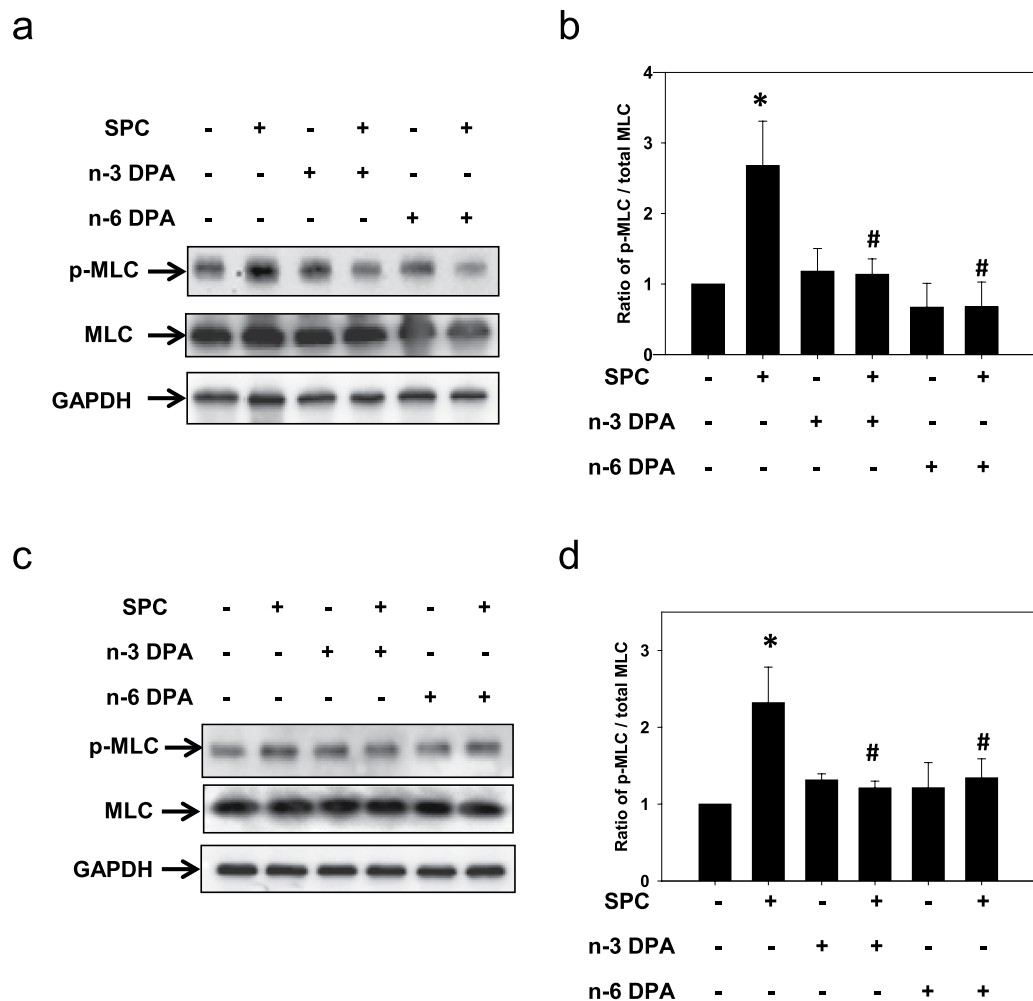 a
SPC - + - + - +
n-3 DPA - - + + - -
n-6 DPA - - - - + +
p-MLC
MLC
GAPDH
b
Ratio of p-MLC / total MLC
4
3
2
1
0
*
#
#
SPC - + - + - +
n-3 DPA - - + + - -
n-6 DPA - - - - + +
c
SPC - + - + - +
n-3 DPA - - + + - -
n-6 DPA - - - - + +
p-MLC
MLC
GAPDH
d
Ratio of p-MLC / total MLC
3
2
1
0
*
#
#
SPC - + - + - +
n-3 DPA - - + + - -
n-6 DPA - - - - + +